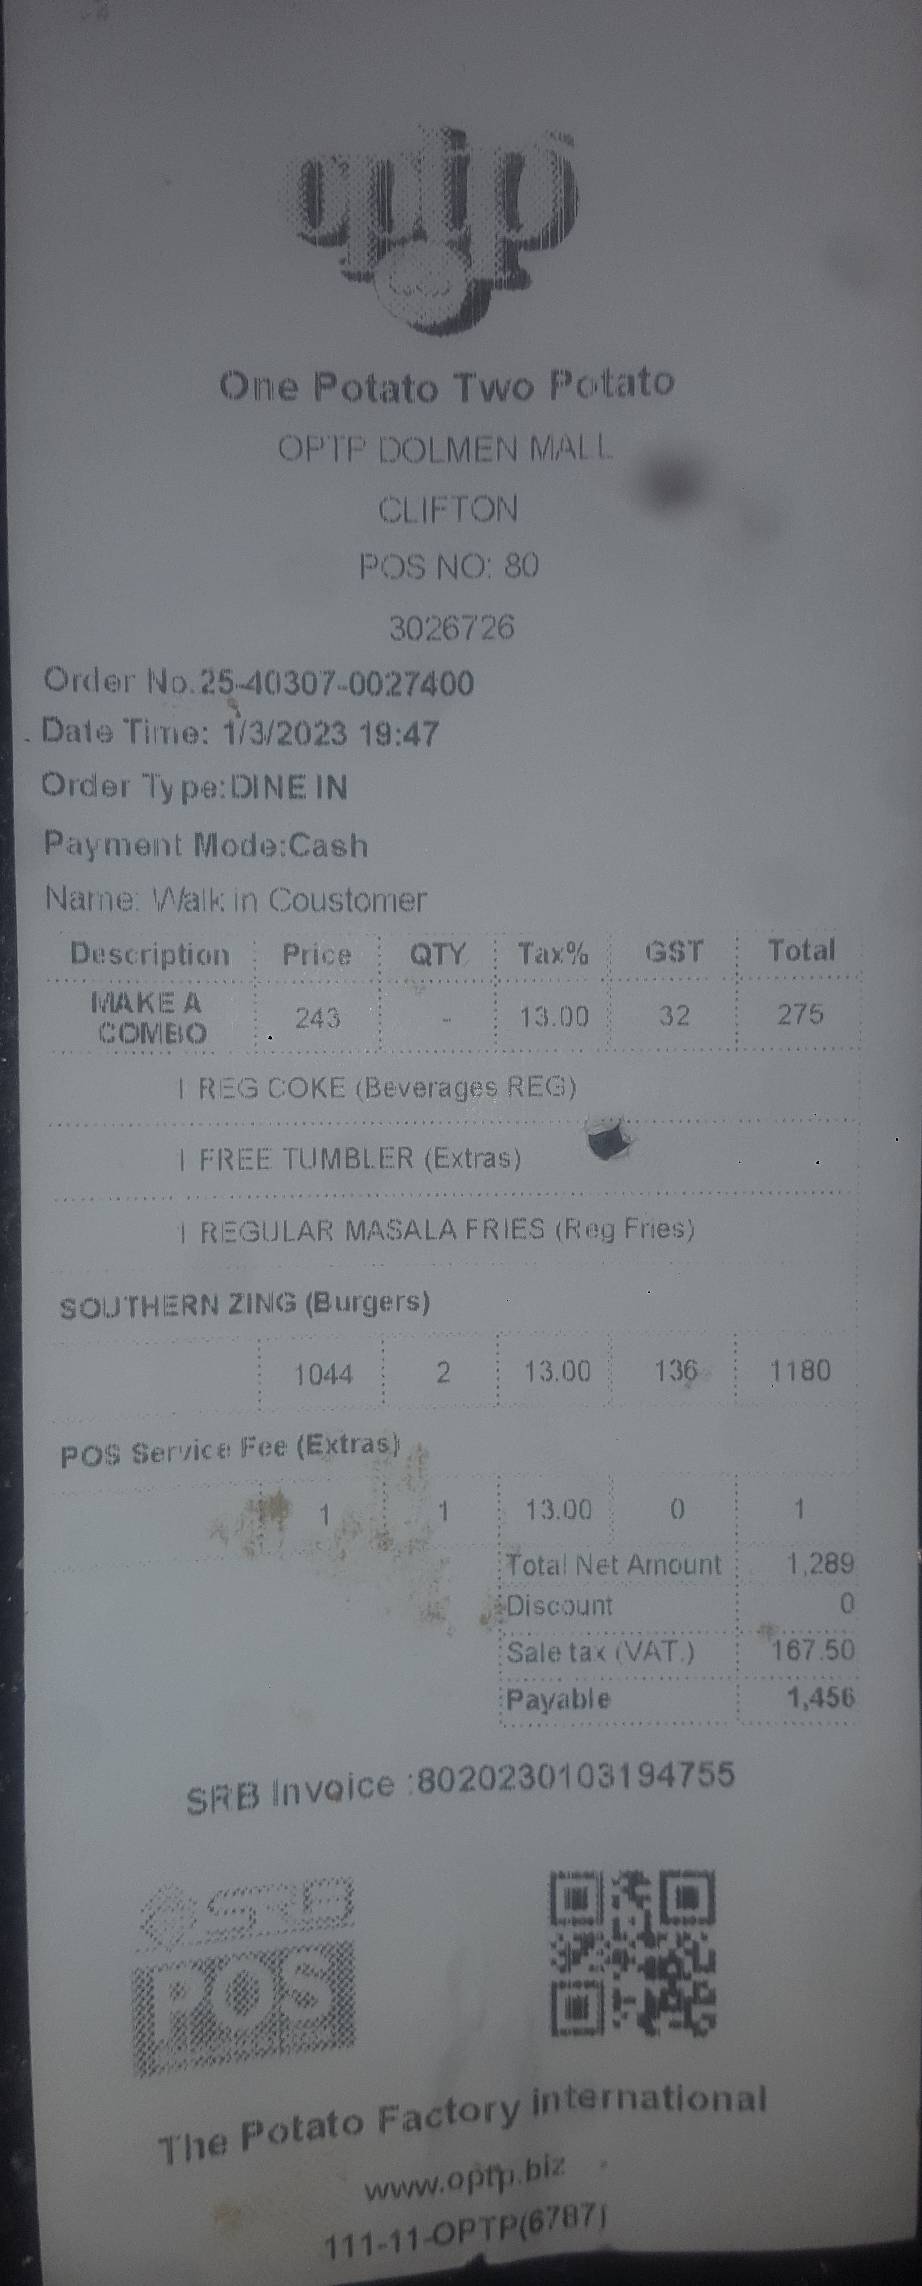 optp
One Potato Two Potato
OPTP DOLMEN MALL
CLIFTON
POS NO: 80
3026726
Order No.25-40307-0027400
Date Time: 1/3/2023 19:47
Order Type:DINE IN
Payment Mode:Cash
Name: Walk in Coustomer
Description Price QTY Tax% GST Total
MAKE A COMBO 243 - 13.00 32 275
1 REG COKE (Beverages REG)
1 FREE TUMBLER (Extras)
1 REGULAR MASALA FRIES (Reg Fries)
SOUTHERN ZING (Burgers)
1044 2 13.00 136 1180
POS Service Fee (Extras)
1 1 13.00 0 1
Total Net Amount 1,289
Discount 0
Sale tax (VAT.) 167.50
Payable 1,456
SRB Invoice :8020230103194755
SRB
POS
The Potato Factory international
www.optp.biz
111-11-OPTP(6787)